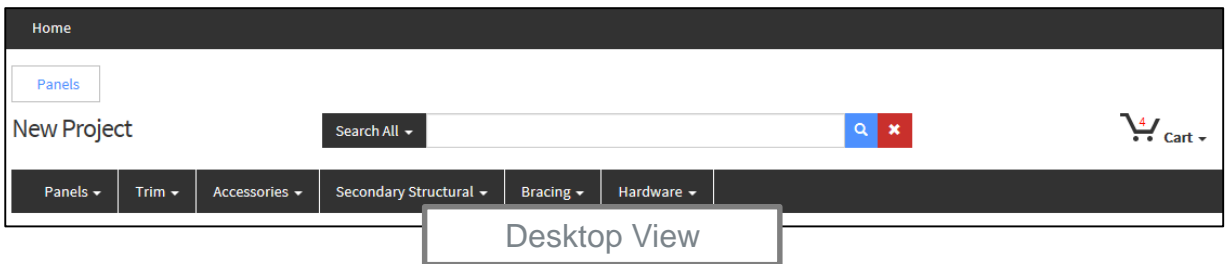 Home
Panels
New Project
Search All
4
Cart
Panels Trim Accessories Secondary Structural Bracing Hardware
Desktop View